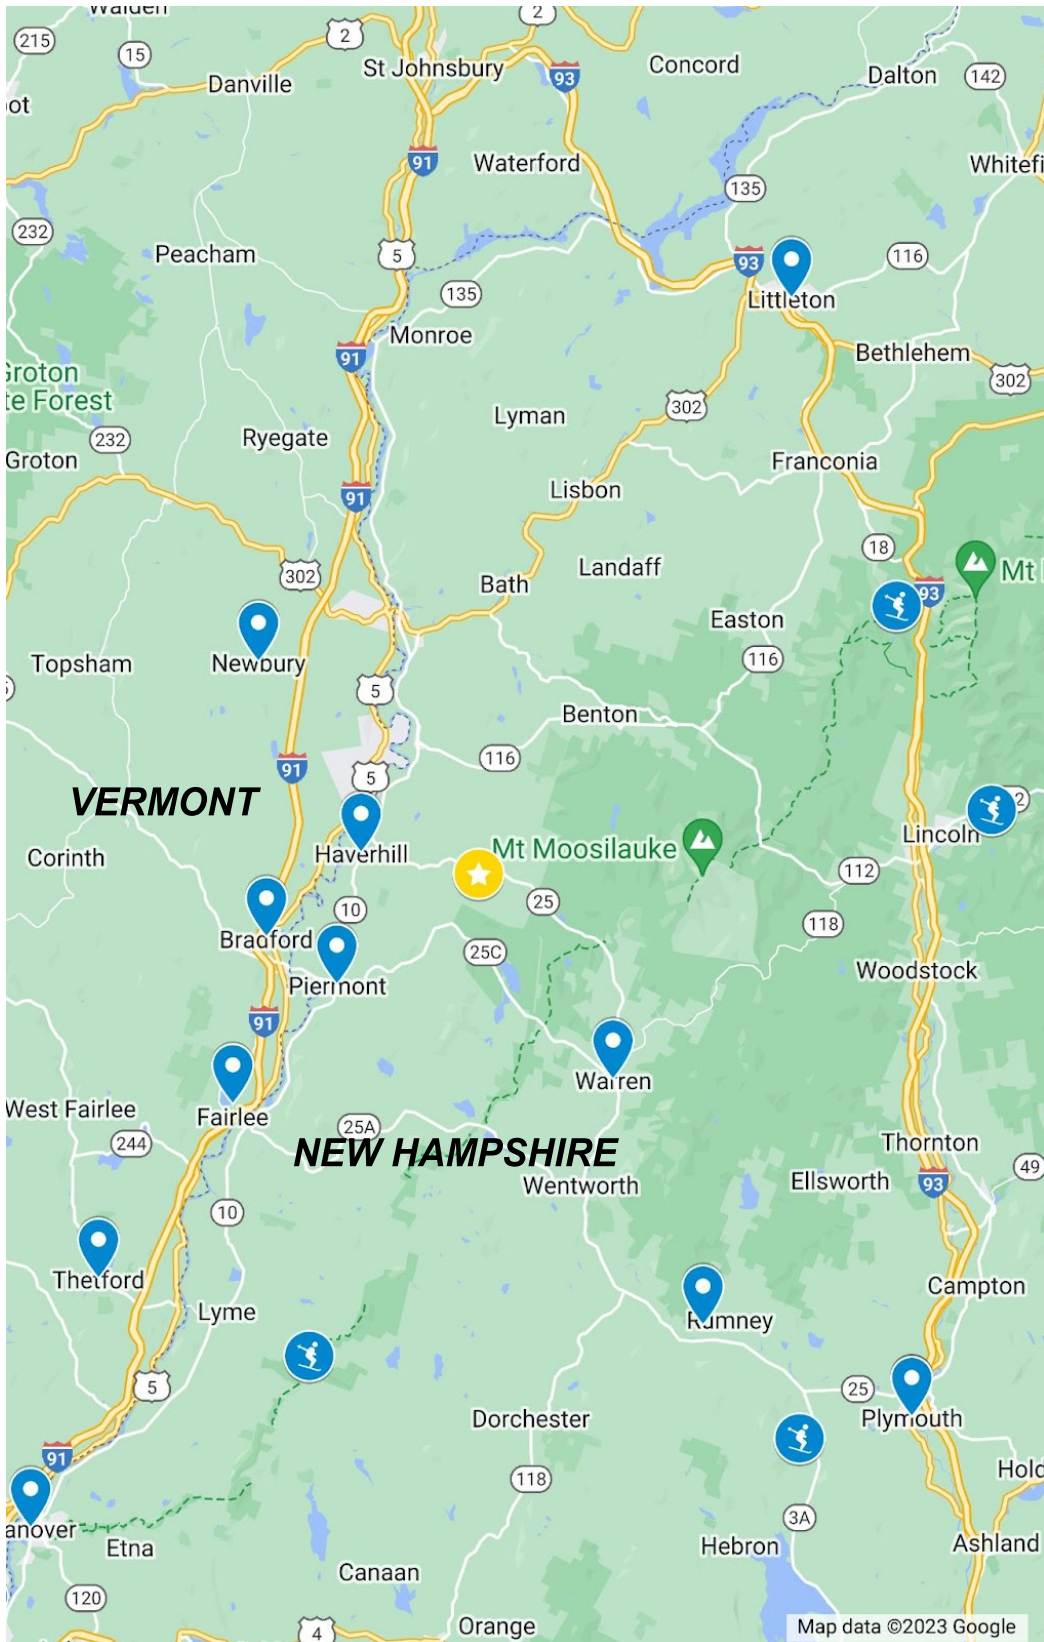 Walden
2
2
215
15
St Johnsbury
93
Concord
Dalton
142
Danville
ot
91
Waterford
Whitefi
135
232
Peacham
5
93
116
135
Littleton
Monroe
91
Bethlehem
Groton
te Forest
302
302
Lyman
232
Ryegate
Groton
Franconia
91
Lisbon
18
302
Bath
Landaff
Mt
93
Easton
Topsham
Newbury
116
5
5
Benton
116
91
5
VERMONT
2
Lincoln
Corinth
Haverhill
Mt Moosilauke
112
25
10
118
Bradford
25C
Piermont
Woodstock
91
Warren
West Fairlee
Fairlee
25A
244
NEW HAMPSHIRE
Thornton
49
Wentworth
Ellsworth
93
10
Thetford
Campton
Lyme
Rumney
5
25
Dorchester
Plymouth
91
118
Hold
3A
anover
Etna
Hebron
Ashland
Canaan
120
Orange
4
Map data ©2023 Google